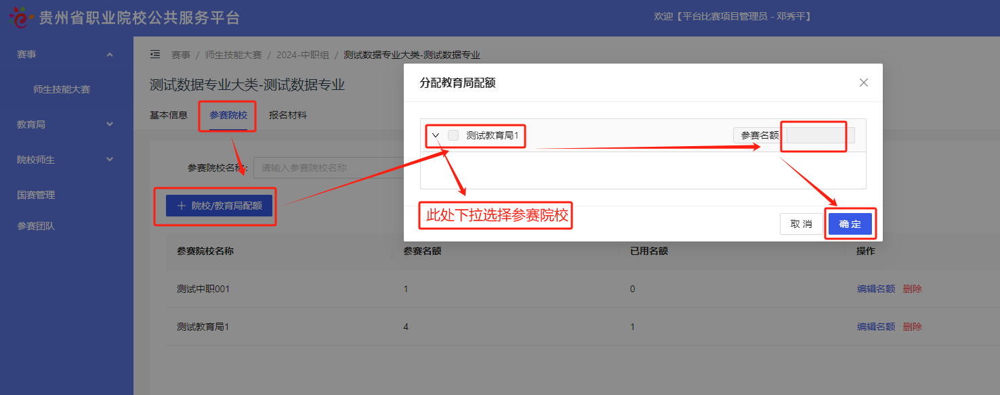 贵州省职业院校公共服务平台
欢迎【平台比赛项目管理员 - 邓秀平】
赛事
师生技能大赛
教育局
院校师生
国赛管理
参赛团队
赛事 / 师生技能大赛 / 2024-中职组 / 测试数据专业大类-测试数据专业
测试数据专业大类-测试数据专业
基本信息 参赛院校 报名材料
参赛院校名称: 请输入参赛院校名称
院校/教育局配额
分配教育局配额
测试教育局1 参赛名额
此处下拉选择参赛院校
取 消 确 定
参赛院校名称 参赛名额 已用名额 操作
测试中职001 1 0 编辑名额 删除
测试教育局1 4 1 编辑名额 删除